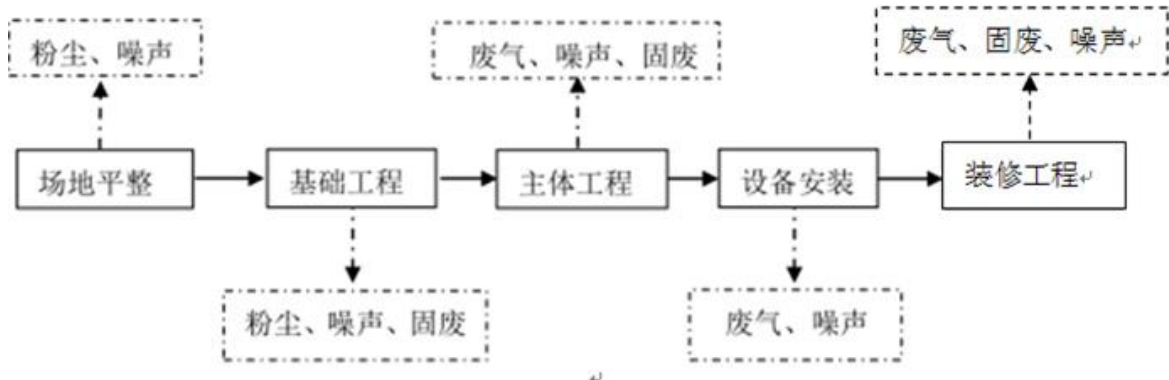 粉尘、噪声
废气、噪声、固废
废气、固废、噪声
场地平整
基础工程
主体工程
设备安装
装修工程
粉尘、噪声、固废
废气、噪声